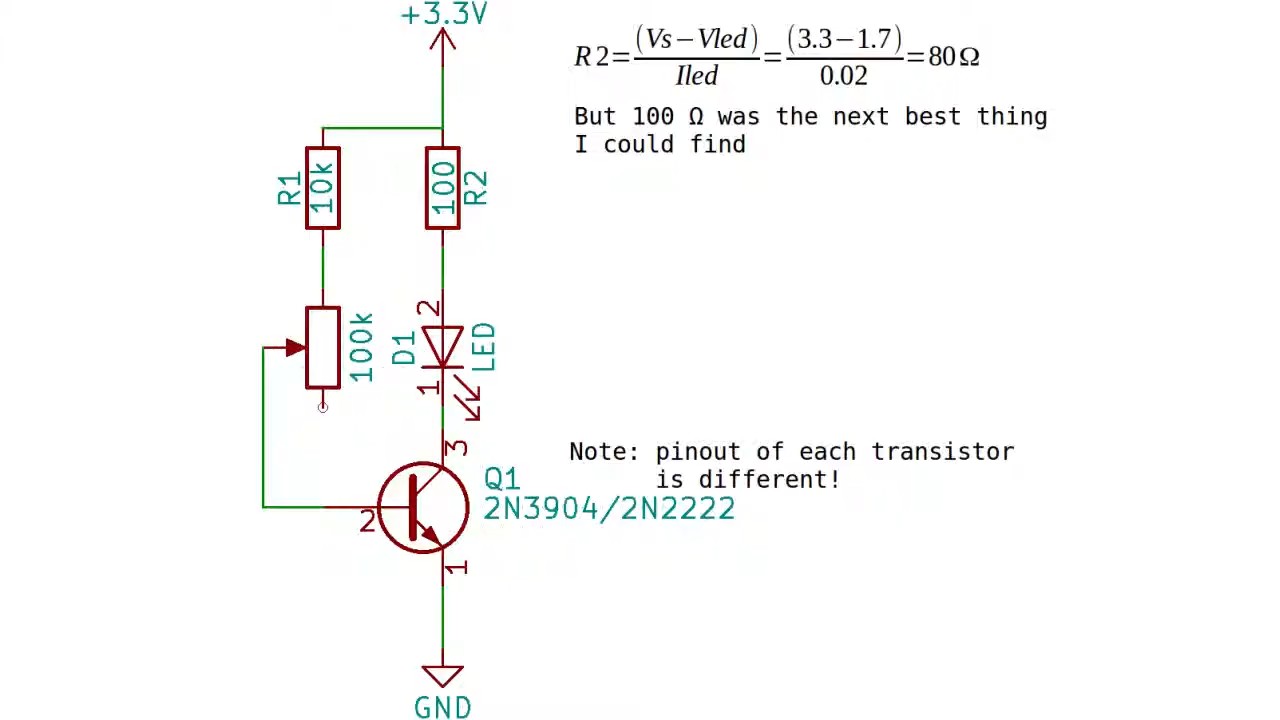 +3.3V
R2=(Vs−Vled)/Iled=(3.3−1.7)/0.02=80Ω
But 100 Ω was the next best thing
I could find
R1
10k
100
R2
100k
2
D1
LED
1
3
Note: pinout of each transistor
is different!
Q1
2N3904/2N2222
2
1
GND